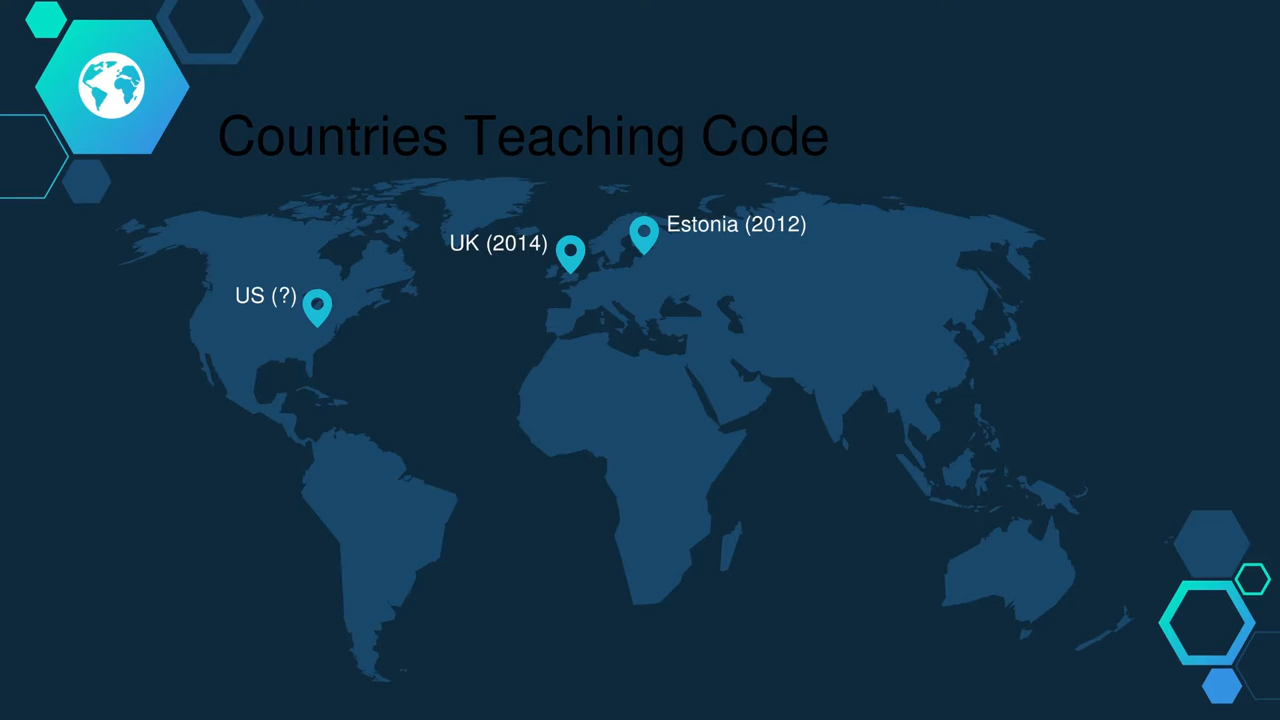 Countries Teaching Code
Estonia (2012)
UK (2014)
US (?)